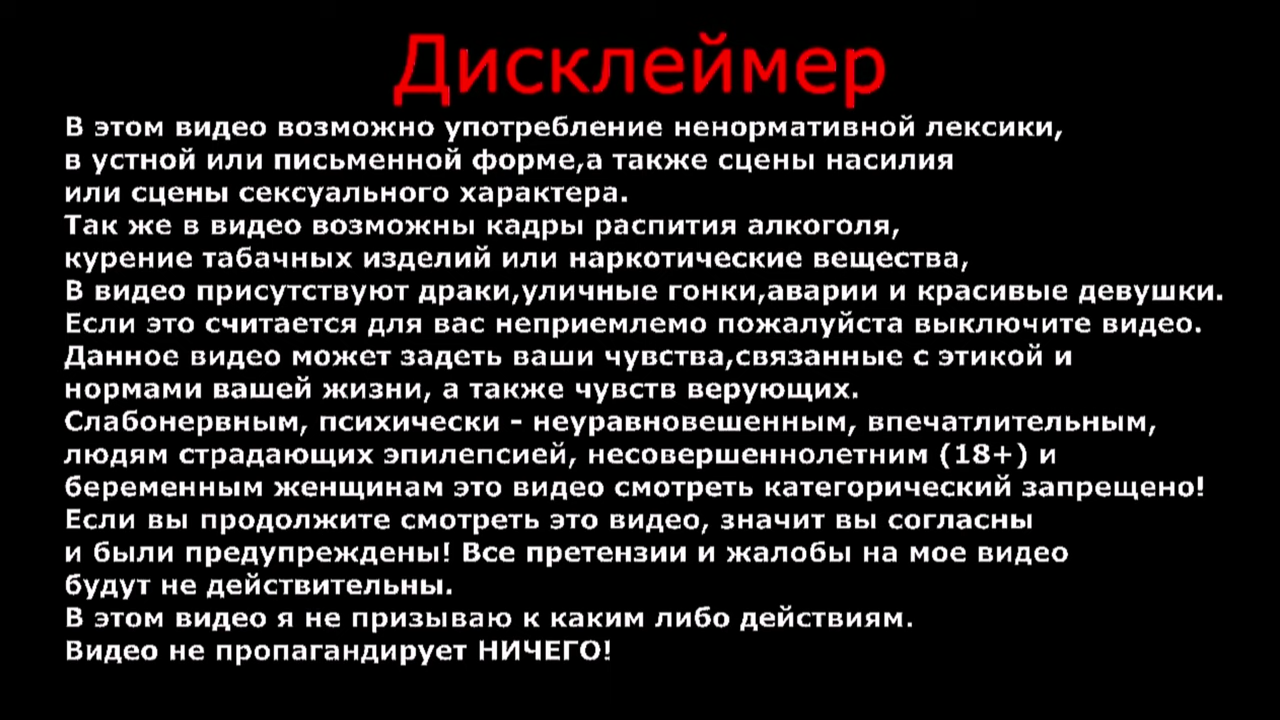 Дисклеймер
В этом видео возможно употребление ненормативной лексики,
в устной или письменной форме,а также сцены насилия
или сцены сексуального характера.
Так же в видео возможны кадры распития алкоголя,
курение табачных изделий или наркотические вещества,
В видео присутствуют драки,уличные гонки,аварии и красивые девушки.
Если это считается для вас неприемлемо пожалуйста выключите видео.
Данное видео может задеть ваши чувства,связанные с этикой и
нормами вашей жизни, а также чувств верующих.
Слабонервным, психически - неуравновешенным, впечатлительным,
людям страдающих эпилепсией, несовершеннолетним (18+) и
беременным женщинам это видео смотреть категорический запрещено!
Если вы продолжите смотреть это видео, значит вы согласны
и были предупреждены! Все претензии и жалобы на мое видео
будут не действительны.
В этом видео я не призываю к каким либо действиям.
Видео не пропагандирует НИЧЕГО!